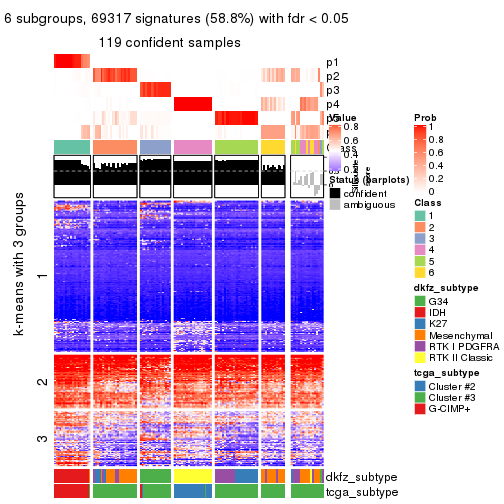 6 subgroups, 69317 signatures (58.8%) with fdr < 0.05
119 confident samples
p1
p2
p3
p4
Value
0.8
0.6
0.4
0.2
Status (barplots)
confident
ambiguous
Prob
1
0.8
0.6
0.4
0.2
0
Class
1
2
3
4
5
6
dkfz_subtype
G34
IDH
K27
Mesenchymal
RTK I PDGFRA
RTK II Classic
tcga_subtype
Cluster #2
Cluster #3
G-CIMP+
k-means with 3 groups
1
2
3
dkfz_subtype
tcga_subtype